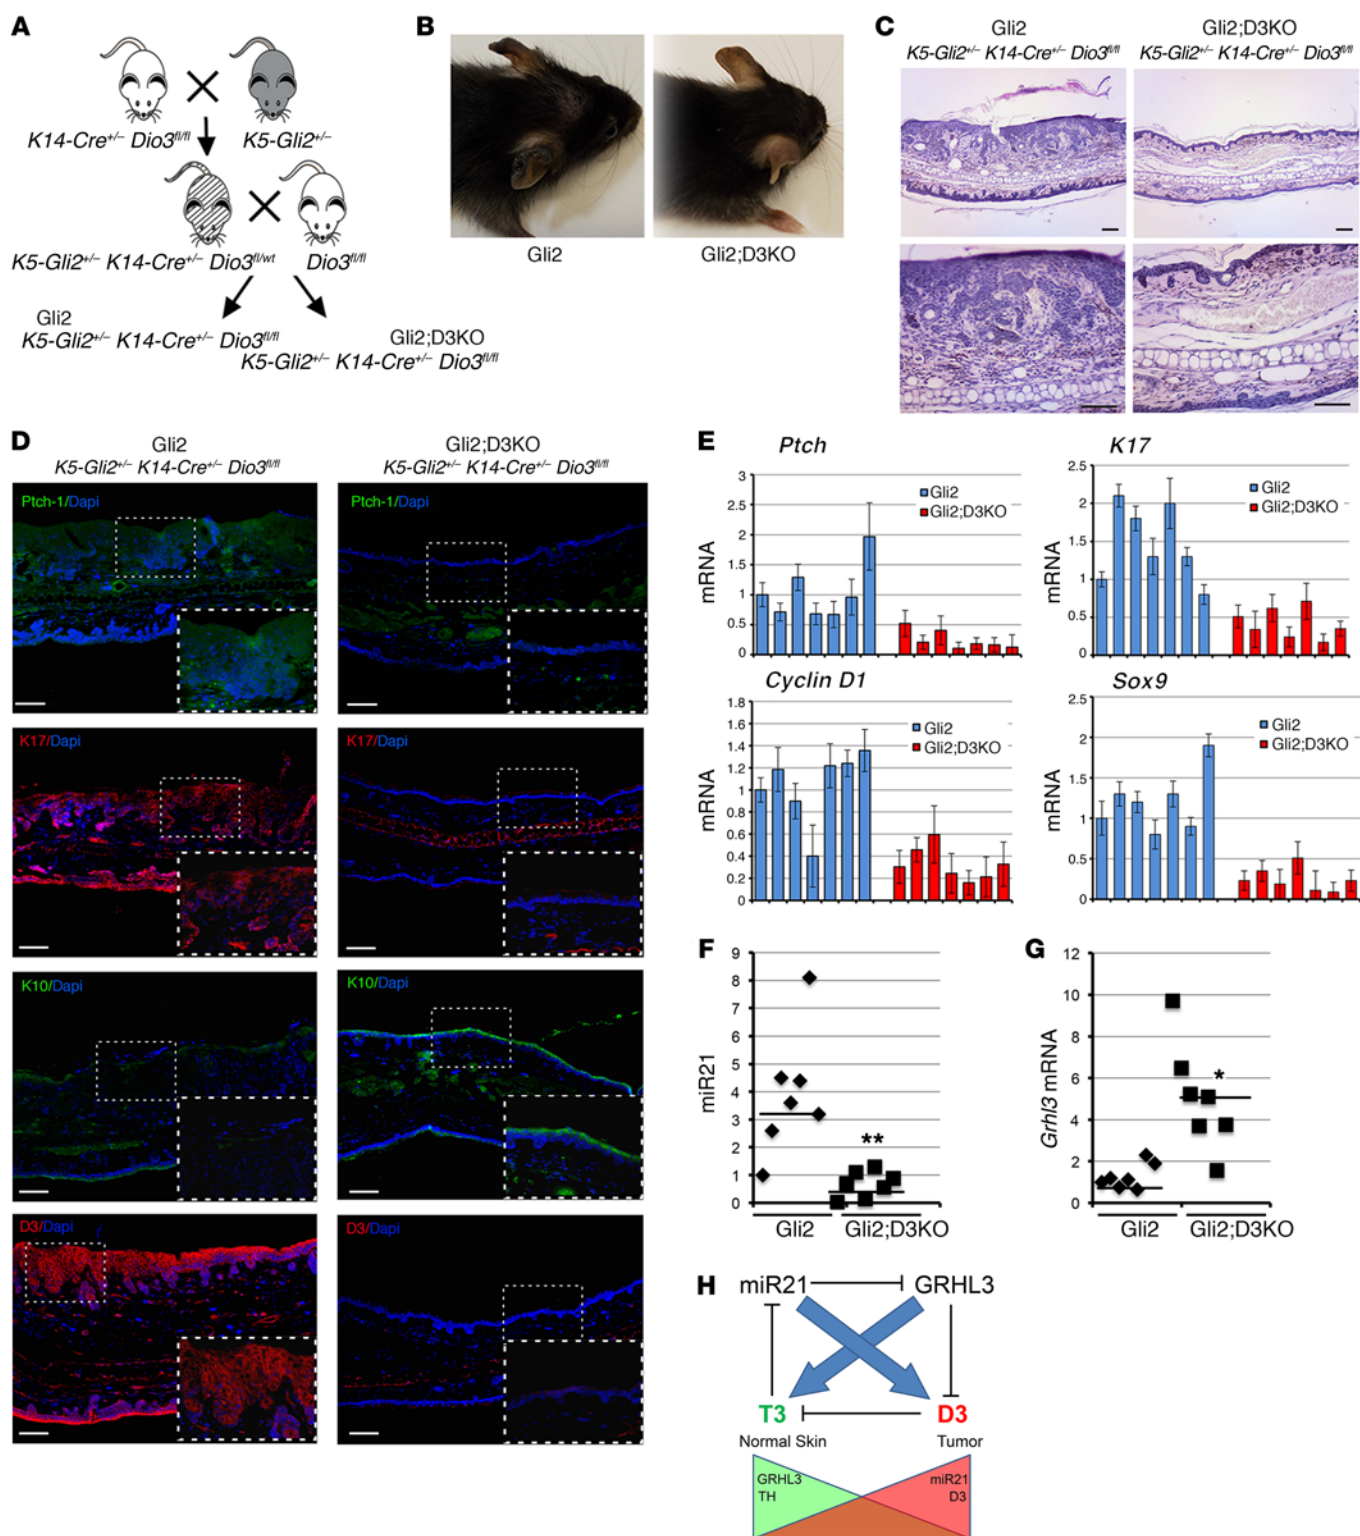 A
K14-Cre+/– Dio3fl/fl
K5-Gli2+/–
K5-Gli2+/– K14-Cre+/– Dio3fl/wt
Dio3fl/fl
Gli2
K5-Gli2+/– K14-Cre+/– Dio3fl/fl
Gli2;D3KO
K5-Gli2+/– K14-Cre+/– Dio3fl/fl
B
Gli2
Gli2;D3KO
C
Gli2
K5-Gli2+/– K14-Cre+/– Dio3fl/fl
Gli2;D3KO
K5-Gli2+/– K14-Cre+/– Dio3fl/fl
D
Gli2
K5-Gli2+/– K14-Cre+/– Dio3fl/fl
Gli2;D3KO
K5-Gli2+/– K14-Cre+/– Dio3fl/fl
Ptch-1/Dapi
Ptch-1/Dapi
K17/Dapi
K17/Dapi
K10/Dapi
K10/Dapi
D3/Dapi
D3/Dapi
E
Ptch
mRNA
3
2.5
2
1.5
1
0.5
0
Gli2
Gli2;D3KO
K17
mRNA
2.5
2
1.5
1
0.5
0
Gli2
Gli2;D3KO
Cyclin D1
mRNA
1.8
1.6
1.4
1.2
1
0.8
0.6
0.4
0.2
0
Gli2
Gli2;D3KO
Sox9
mRNA
2.5
2
1.5
1
0.5
0
Gli2
Gli2;D3KO
F
miR21
9
8
7
6
5
4
3
2
1
0
**
Gli2
Gli2;D3KO
G
Grhl3 mRNA
12
10
8
6
4
2
0
*
Gli2
Gli2;D3KO
H
miR21
GRHL3
T3
D3
Normal Skin
Tumor
GRHL3
TH
miR21
D3